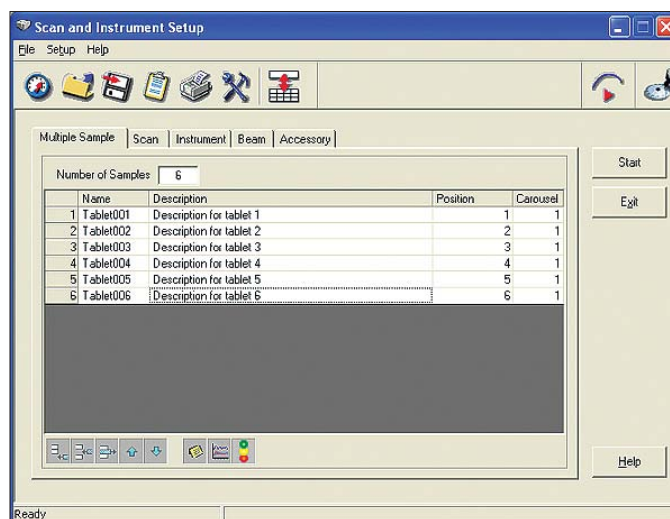 Scan and Instrument Setup
File Setup Help
Multiple Sample Scan Instrument Beam Accessory
Number of Samples 6
Name Description Position Carousel
1 Tablet001 Description for tablet 1 1 1
2 Tablet002 Description for tablet 2 2 1
3 Tablet003 Description for tablet 3 3 1
4 Tablet004 Description for tablet 4 4 1
5 Tablet005 Description for tablet 5 5 1
6 Tablet006 Description for tablet 6 6 1
Start
Exit
Help
Ready